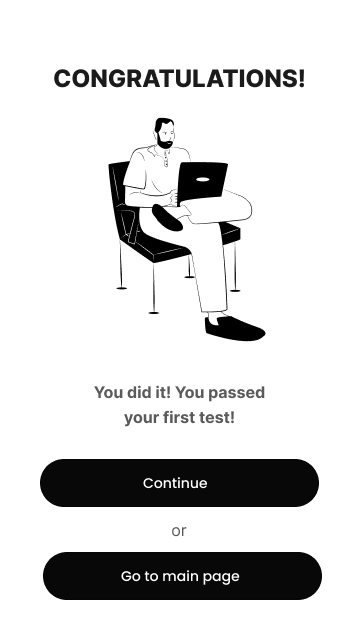 CONGRATULATIONS!
You did it! You passed
your first test!
Continue
or
Go to main page